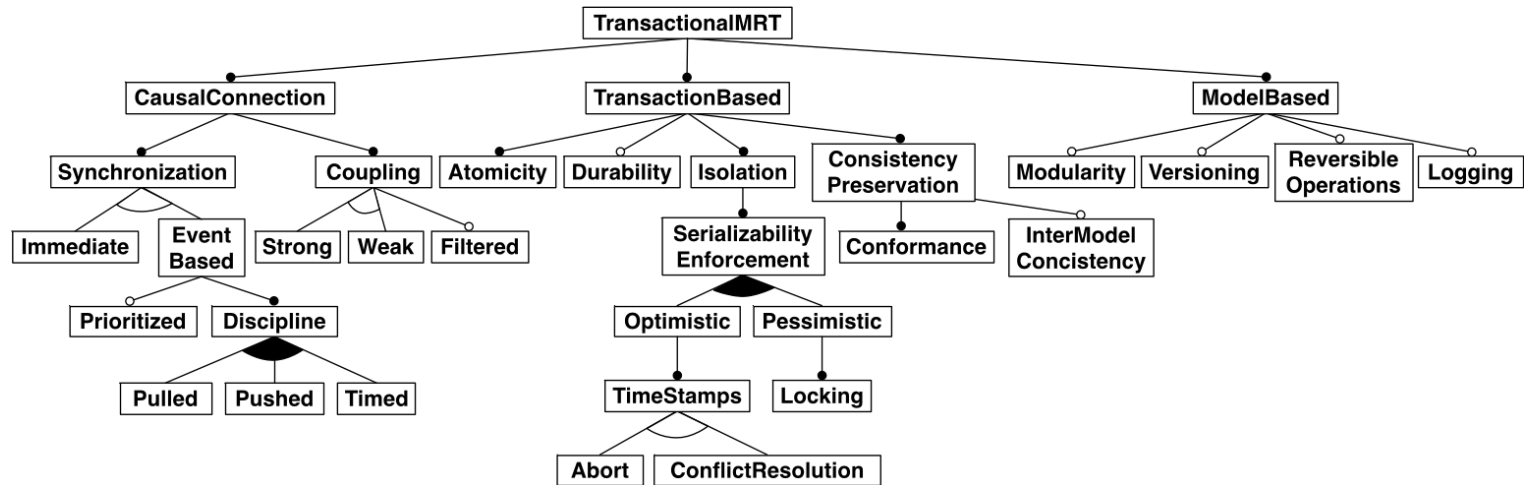 TransactionalMRT
CausalConnection
TransactionBased
ModelBased
Synchronization
Coupling
Atomicity
Durability
Isolation
Consistency
Preservation
Modularity
Versioning
Reversible
Operations
Logging
Immediate
Event
Based
Strong
Weak
Filtered
Serializability
Enforcement
Conformance
InterModel
Concistency
Prioritized
Discipline
Optimistic
Pessimistic
Pulled
Pushed
Timed
TimeStamps
Locking
Abort
ConflictResolution